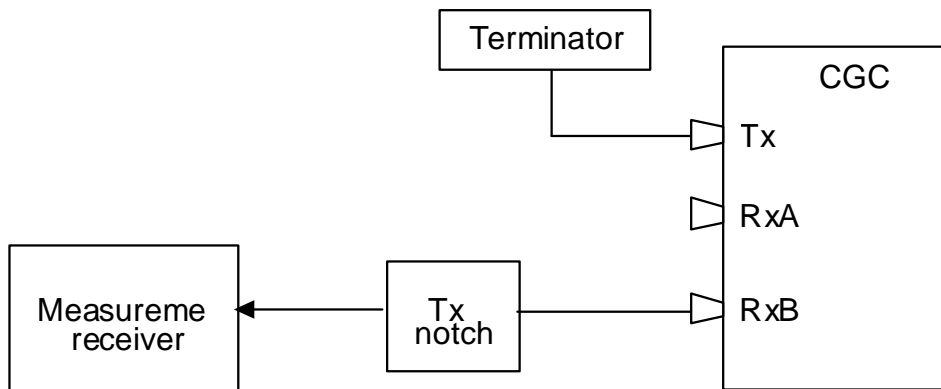 Terminator
CGC
Tx
RxA
RxB
Tx
notch
Measureme
receiver